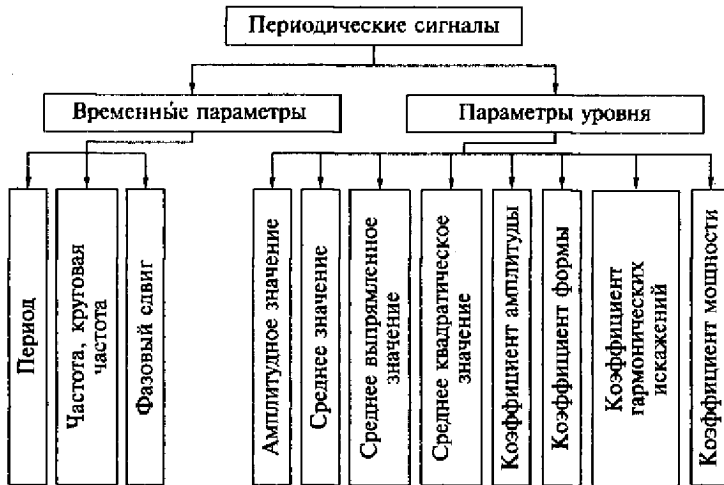 Периодические сигналы
Временные параметры
Параметры уровня
Период
Частота, круговая
частота
Фазовый сдвиг
Амплитудное значение
Среднее значение
Среднее выпрямленное
значение
Среднее квадратическое
значение
Коэффициент амплитуды
Коэффициент формы
Коэффициент
гармонических
искажений
Коэффициент мощности